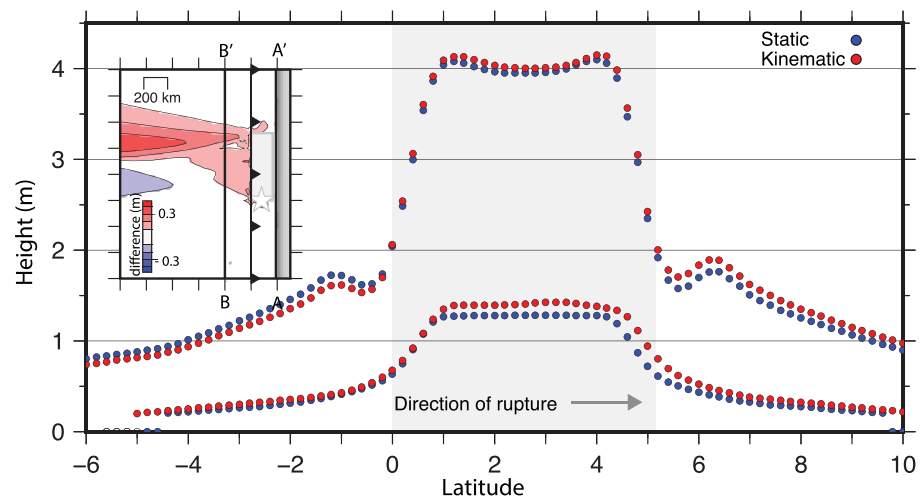 B′ A′
200 km
difference (m)
0.3
- 0.3
B A
Static
Kinematic
Height (m)
4
3
2
1
0
Direction of rupture
−6 −4 −2 0 2 4 6 8 10
Latitude